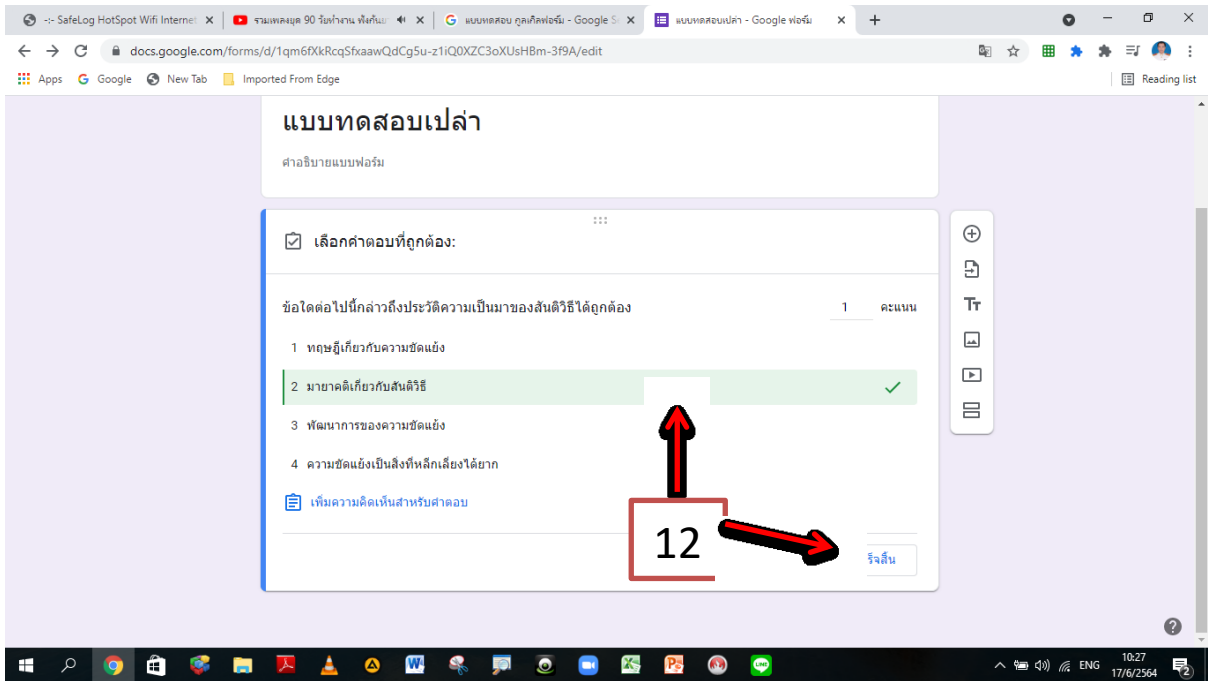 -:- SafeLog HotSpot Wifi Internet
รวมเพลงยุค 90 วัยทำงาน ฟังกัน
แบบทดสอบ กูลเกิลฟอร์ม - Google S
แบบทดสอบเปล่า - Google ฟอร์ม
docs.google.com/forms/d/1qm6fXkRcqSfxaawQdCg5u-z1iQ0XZC3oXUsHBm-3f9A/edit
Apps Google New Tab Imported From Edge Reading list
แบบทดสอบเปล่า
คำอธิบายแบบฟอร์ม
เลือกคำตอบที่ถูกต้อง:
ข้อใดต่อไปนี้กล่าวถึงประวัติความเป็นมาของสันติวิธีได้ถูกต้อง 1 คะแนน
1 ทฤษฎีเกี่ยวกับความขัดแย้ง
2 มายาคติเกี่ยวกับสันติวิธี
3 พัฒนาการของความขัดแย้ง
4 ความขัดแย้งเป็นสิ่งที่หลีกเลี่ยงได้ยาก
เพิ่มความคิดเห็นสำหรับคำตอบ
12
ร็จสิ้น
ENG
10:27
17/6/2564
2